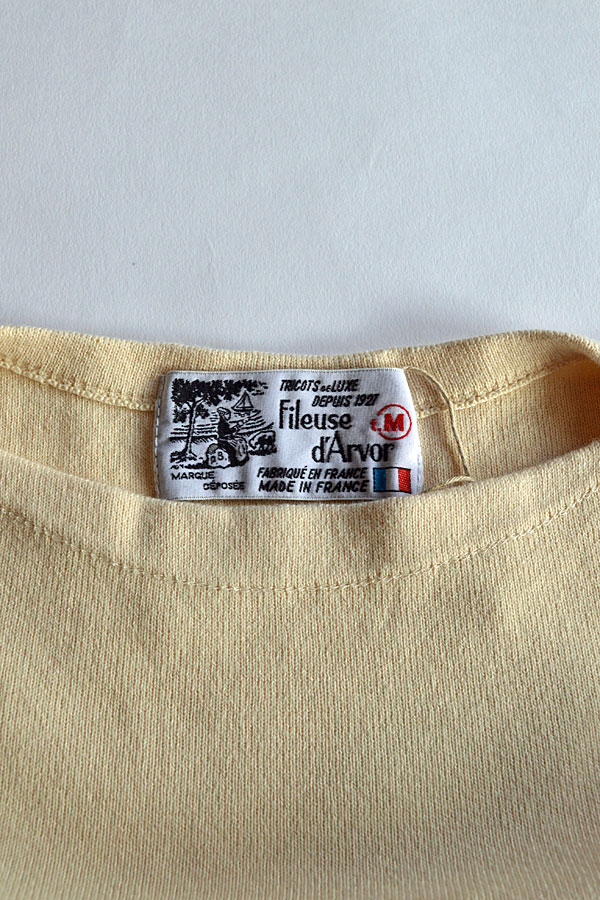 TRICOTS DE LUXE
DEPUIS 1927
Fileuse
d'Arvor
t.M
R.B.
MARQUE
DÉPOSÉE
FABRIQUÉ EN FRANCE
MADE IN FRANCE